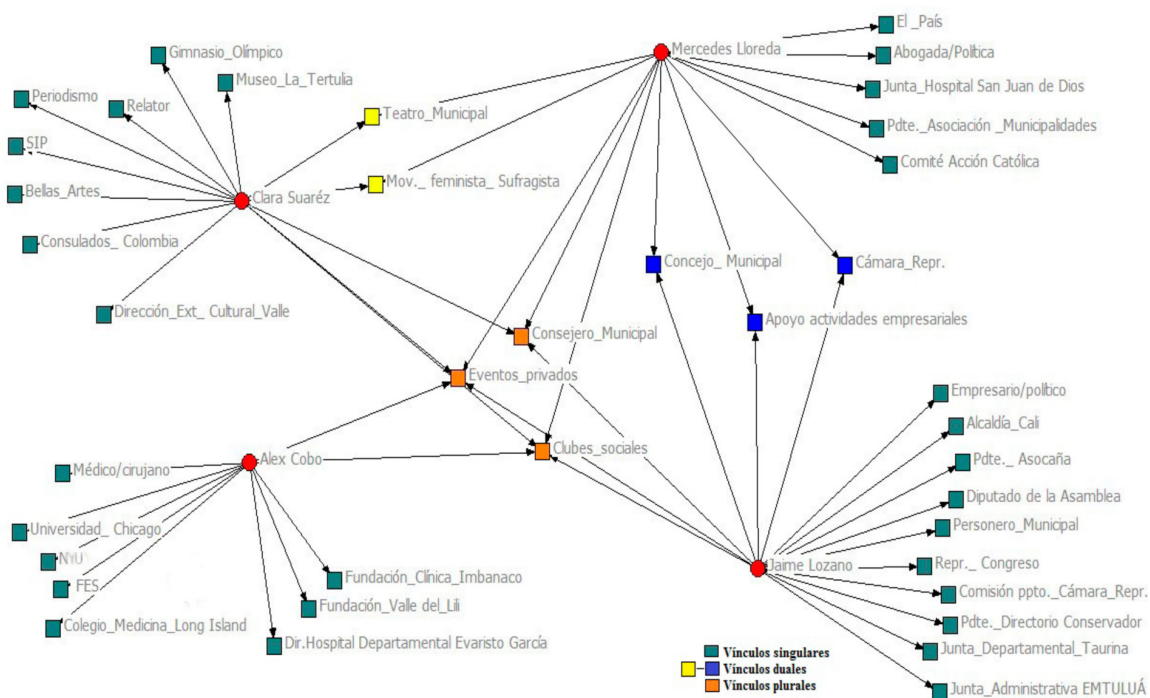 El _País
Gimnasio_Olímpico
Mercedes Lloreda
Abogada/Política
Museo_La_Tertulia
Junta_Hospital San Juan de Dios
Periodismo
Relator
Teatro_Municipal
Pdte._Asociación _Municipalidades
SIP
Comité Acción Católica
Mov._ feminista_ Sufragista
Bellas_Artes
Clara Suaréz
Consulados_ Colombia
Concejo_ Municipal
Cámara_Repr.
Dirección_Ext_ Cultural_Valle
Apoyo actividades empresariales
Consejero_Municipal
Eventos_privados
Empresario/político
Alcaldía_Cali
Clubes_sociales
Alex Cobo
Médico/cirujano
Pdte._ Asocaña
Diputado de la Asamblea
Universidad_ Chicago
Personero_Municipal
NYU
Jaime Lozano
Repr._ Congreso
Fundación_Clínica_Imbanaco
FES
Comisión ppto._Cámara_Repr.
Fundación_Valle del_Lili
Colegio_Medicina_Long Island
Pdte._Directorio Conservador
Dir.Hospital Departamental Evaristo García
Junta_Departamental_Taurina
Junta_Administrativa EMTULUÁ
Vínculos singulares
Vínculos duales
Vínculos plurales